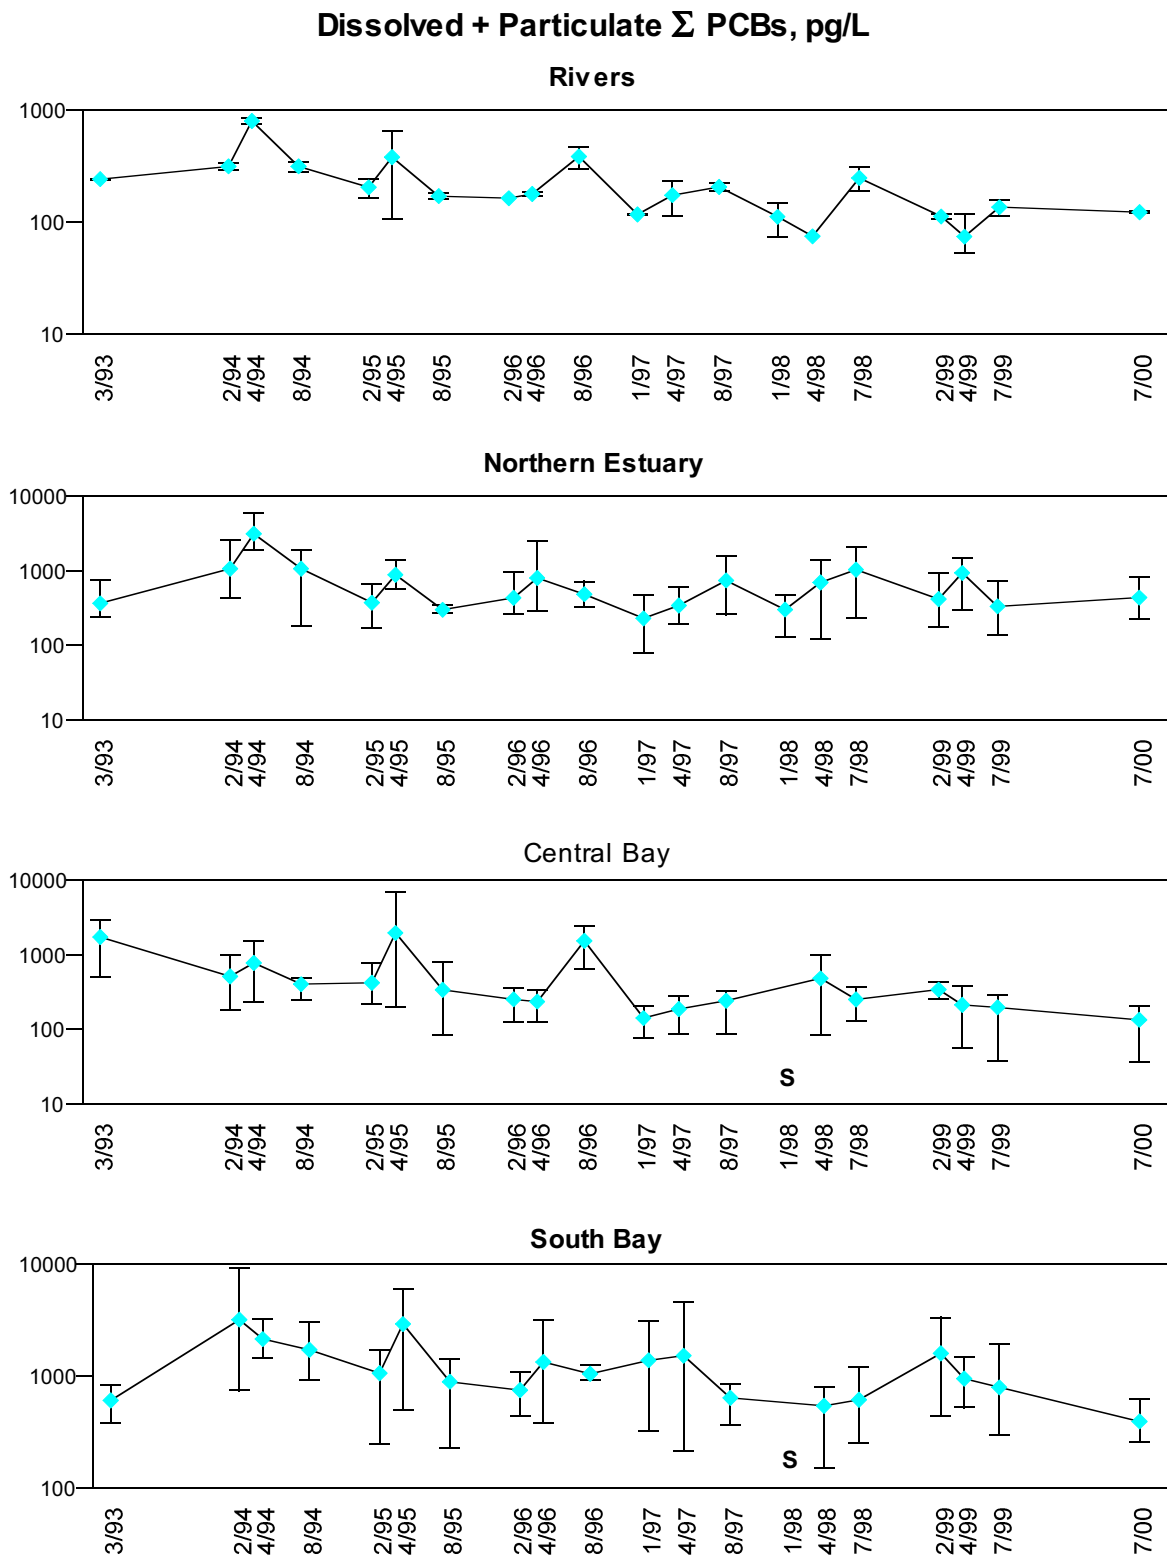 Dissolved + Particulate Σ PCBs, pg/L
Rivers
1000
100
10
3/93 2/94 4/94 8/94 2/95 4/95 8/95 2/96 4/96 8/96 1/97 4/97 8/97 1/98 4/98 7/98 2/99 4/99 7/99 7/00
Northern Estuary
10000
1000
100
10
3/93 2/94 4/94 8/94 2/95 4/95 8/95 2/96 4/96 8/96 1/97 4/97 8/97 1/98 4/98 7/98 2/99 4/99 7/99 7/00
Central Bay
10000
1000
100
S
10
3/93 2/94 4/94 8/94 2/95 4/95 8/95 2/96 4/96 8/96 1/97 4/97 8/97 1/98 4/98 7/98 2/99 4/99 7/99 7/00
South Bay
10000
1000
S
100
3/93 2/94 4/94 8/94 2/95 4/95 8/95 2/96 4/96 8/96 1/97 4/97 8/97 1/98 4/98 7/98 2/99 4/99 7/99 7/00